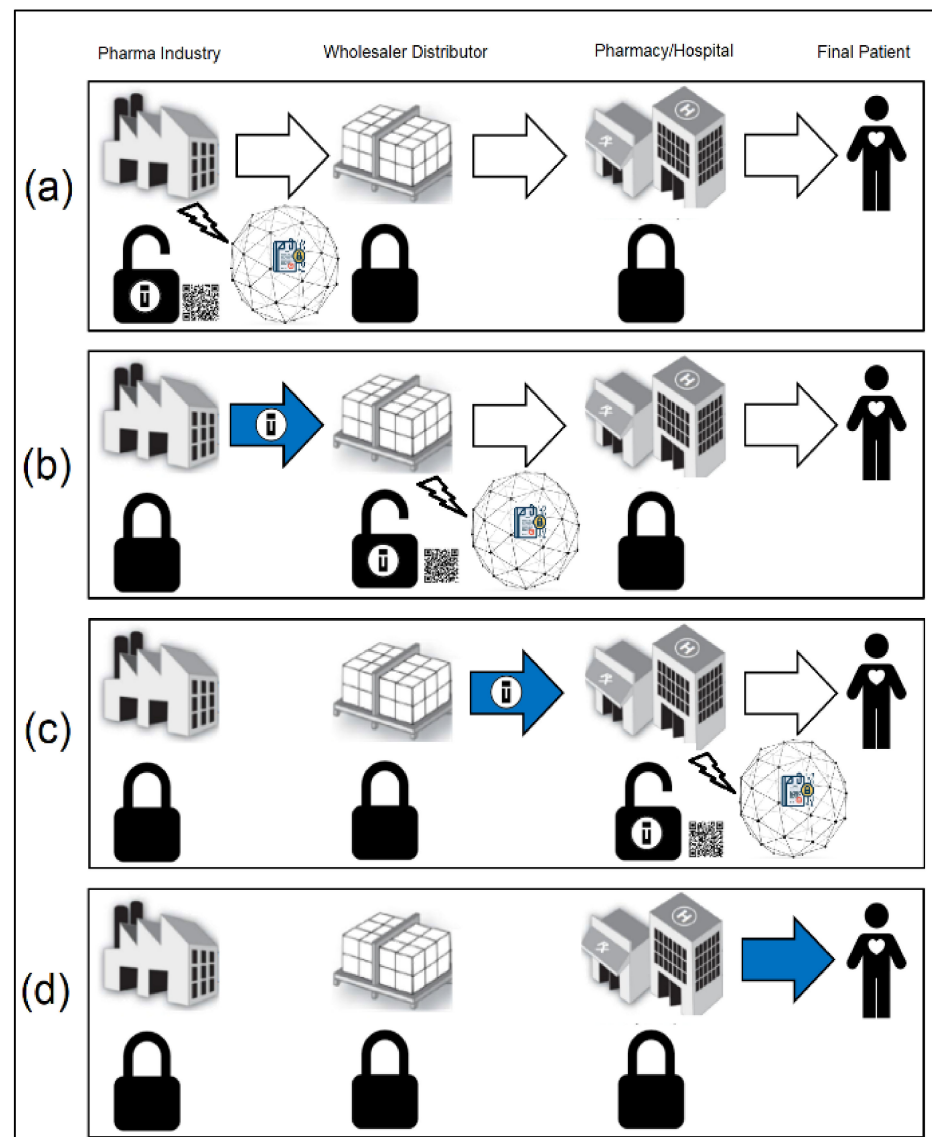 Pharma Industry
Wholesaler Distributor
Pharmacy/Hospital
Final Patient
(a)
H
(b)
H
(c)
H
(d)
H